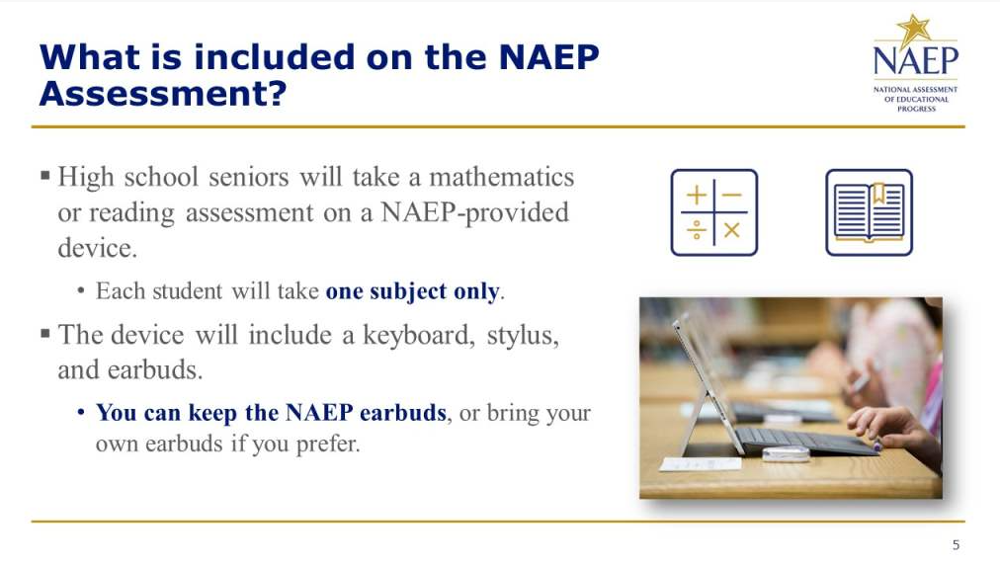 What is included on the NAEP
Assessment?
NAEP
NATIONAL ASSESSMENT
OF EDUCATIONAL
PROGRESS
▪ High school seniors will take a mathematics
or reading assessment on a NAEP-provided
device.
• Each student will take one subject only.
▪ The device will include a keyboard, stylus,
and earbuds.
• You can keep the NAEP earbuds, or bring your
own earbuds if you prefer.
5